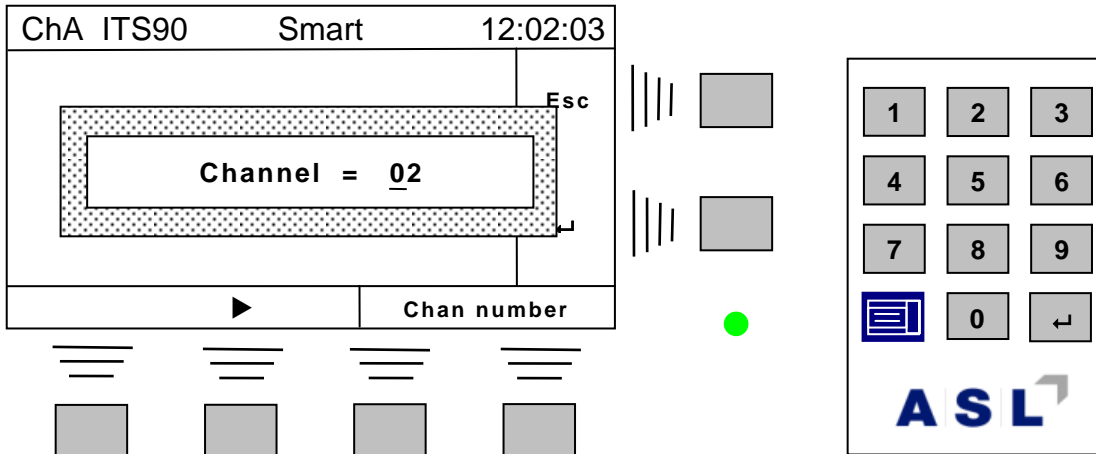 ChA ITS90 Smart 12:02:03
Esc
Channel = 02
↵
▶ Chan number
1 2 3
4 5 6
7 8 9
0 ↵
ASL